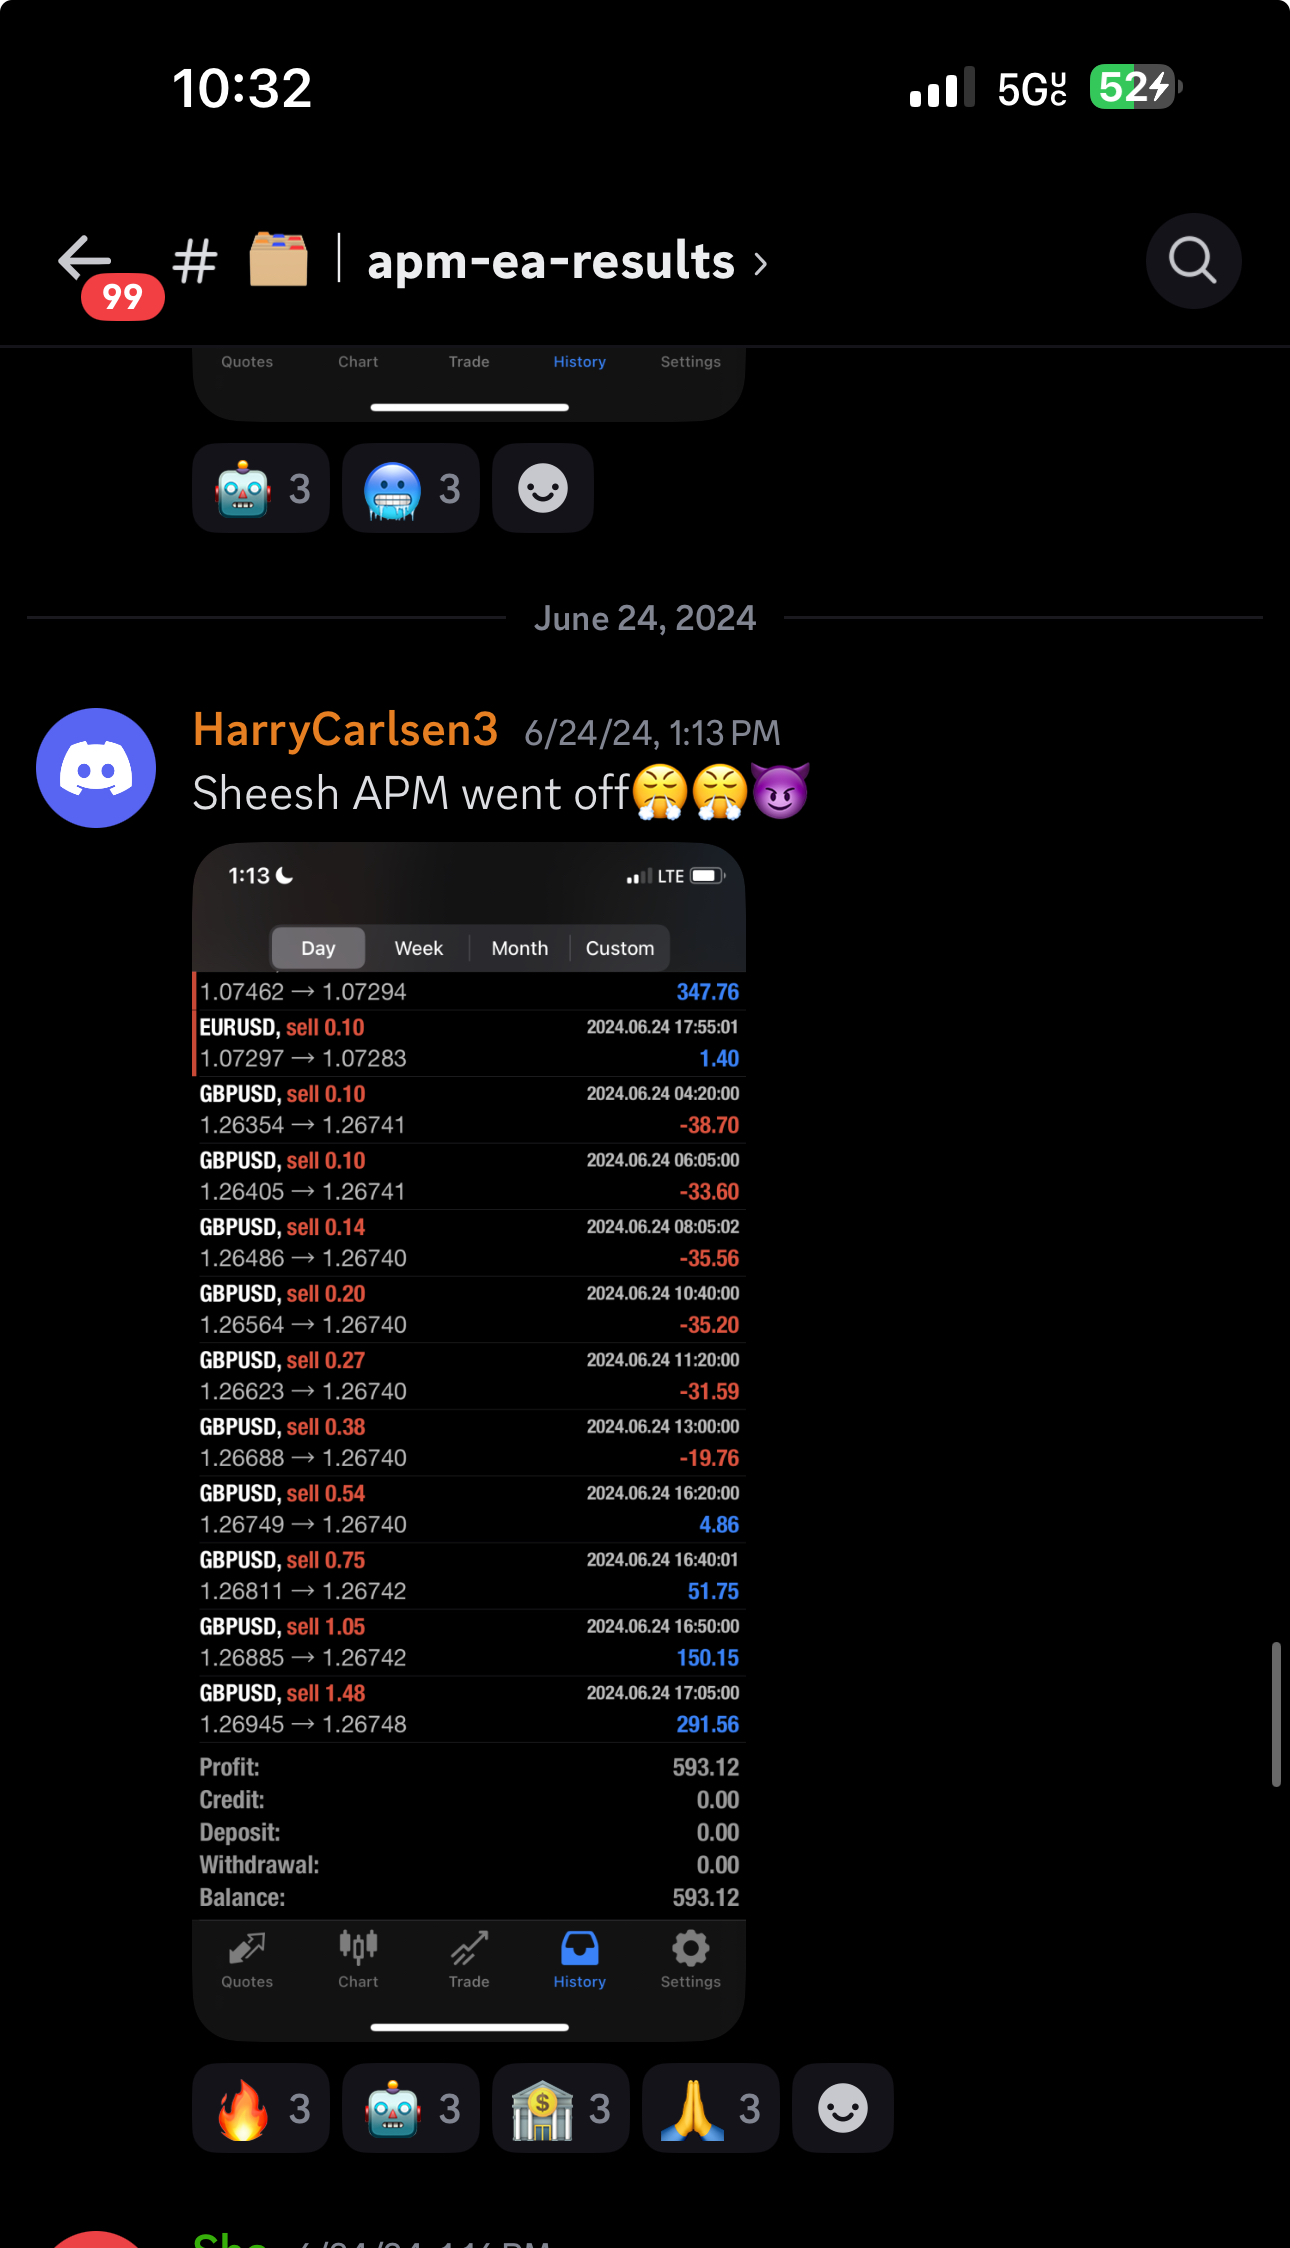 10:32 5GUC 52
99 # | apm-ea-results ›
Quotes Chart Trade History Settings
3 3
June 24, 2024
HarryCarlsen3 6/24/24, 1:13 PM
Sheesh APM went off😤😤😈
1:13 LTE
Day Week Month Custom
1.07462 → 1.07294 347.76
EURUSD, sell 0.10 2024.06.24 17:55:01
1.07297 → 1.07283 1.40
GBPUSD, sell 0.10 2024.06.24 04:20:00
1.26354 → 1.26741 -38.70
GBPUSD, sell 0.10 2024.06.24 06:05:00
1.26405 → 1.26741 -33.60
GBPUSD, sell 0.14 2024.06.24 08:05:02
1.26486 → 1.26740 -35.56
GBPUSD, sell 0.20 2024.06.24 10:40:00
1.26564 → 1.26740 -35.20
GBPUSD, sell 0.27 2024.06.24 11:20:00
1.26623 → 1.26740 -31.59
GBPUSD, sell 0.38 2024.06.24 13:00:00
1.26688 → 1.26740 -19.76
GBPUSD, sell 0.54 2024.06.24 16:20:00
1.26749 → 1.26740 4.86
GBPUSD, sell 0.75 2024.06.24 16:40:01
1.26811 → 1.26742 51.75
GBPUSD, sell 1.05 2024.06.24 16:50:00
1.26885 → 1.26742 150.15
GBPUSD, sell 1.48 2024.06.24 17:05:00
1.26945 → 1.26748 291.56
Profit: 593.12
Credit: 0.00
Deposit: 0.00
Withdrawal: 0.00
Balance: 593.12
Quotes Chart Trade History Settings
3 3 3 3